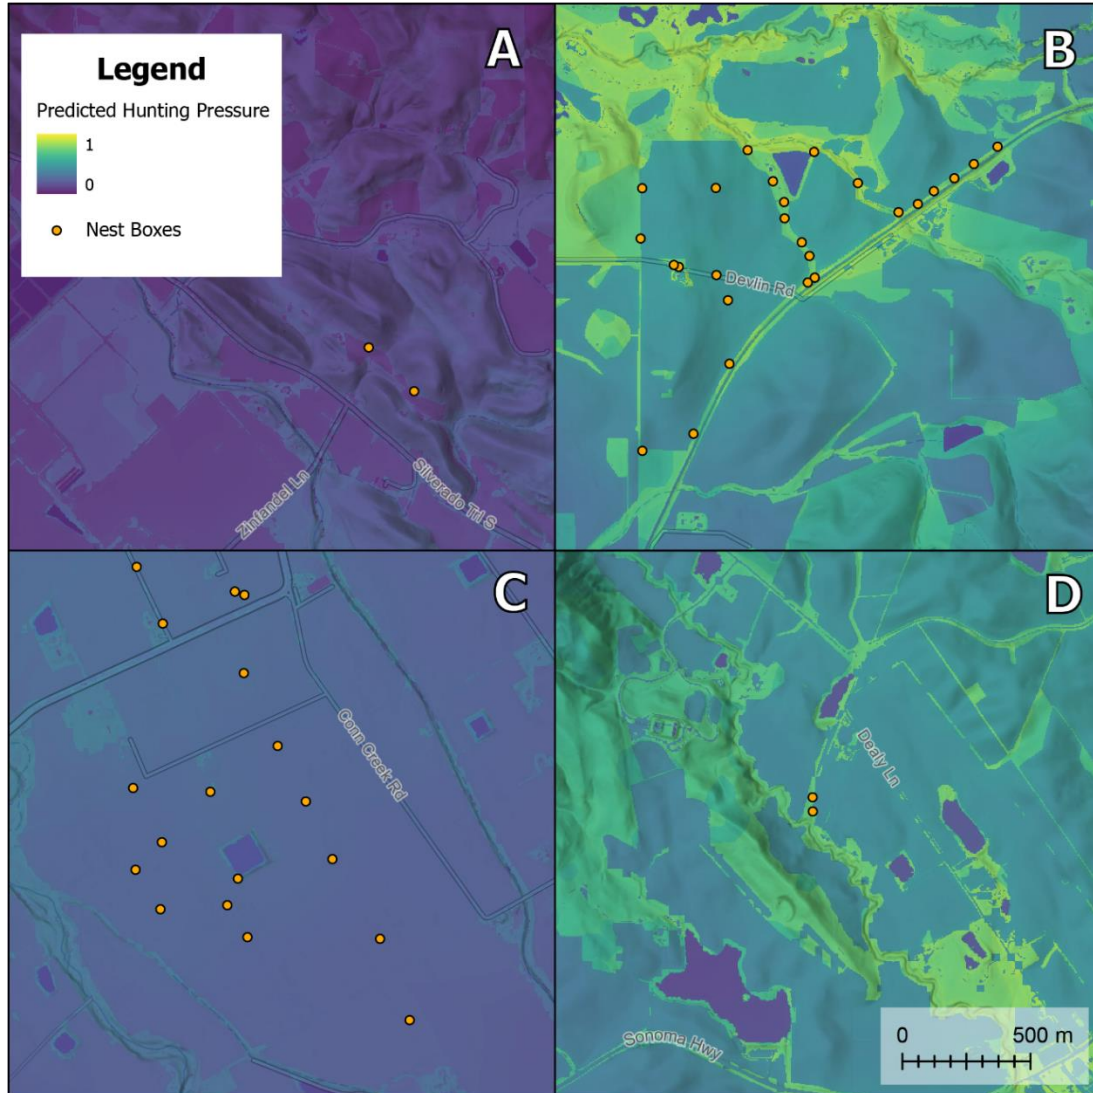 A
B
Legend
Predicted Hunting Pressure
1
0
Nest Boxes
Devlin Rd
Zinfandel Ln
Silverado Trl S
C
D
Conn Creek Rd
Dealy Ln
Sonoma Hwy
0 500 m